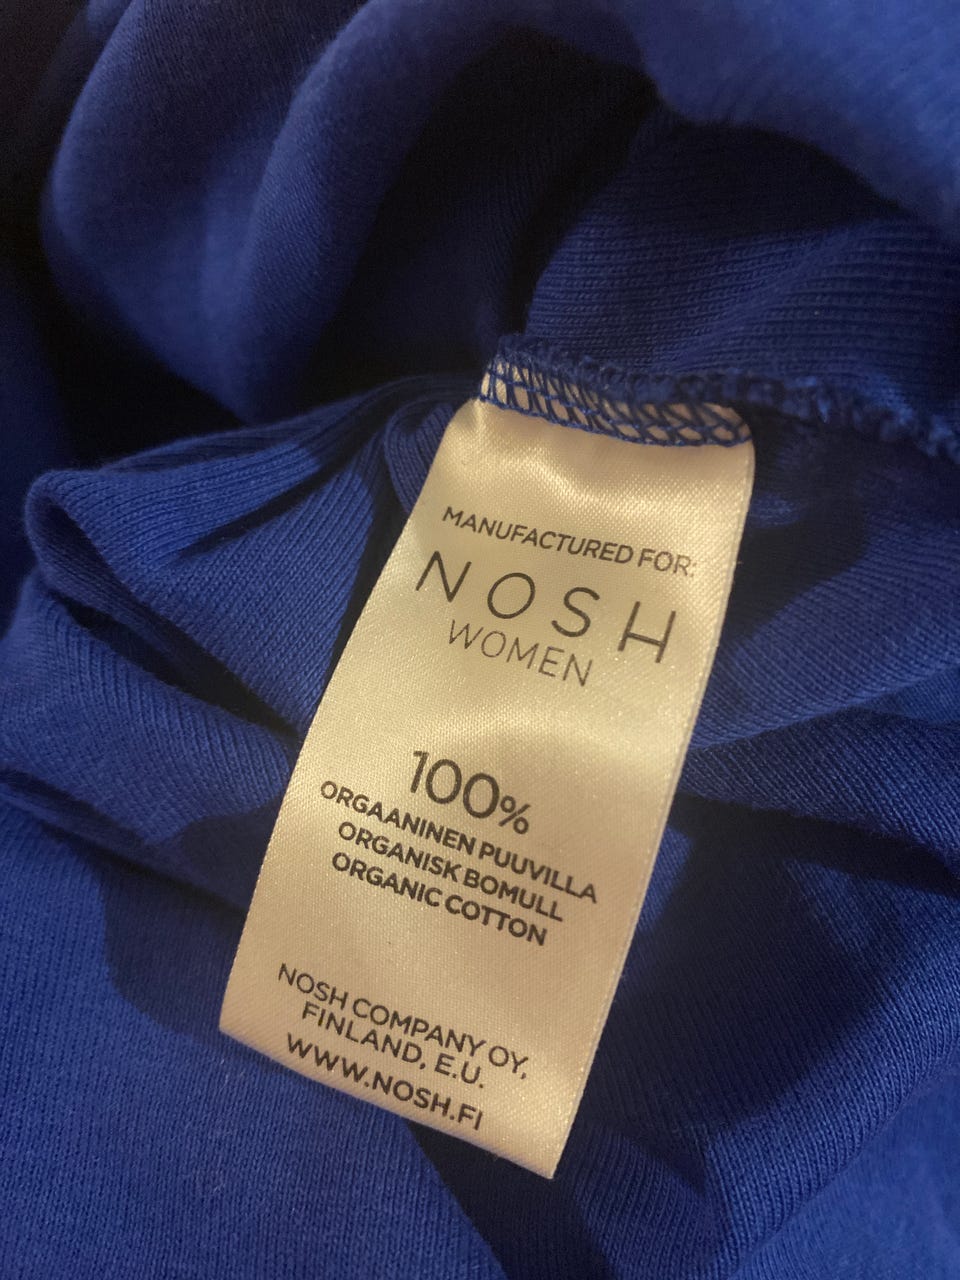 MANUFACTURED FOR:
NOSH
WOMEN
100%
ORGAANINEN PUUVILLA
ORGANISK BOMULL
ORGANIC COTTON
NOSH COMPANY OY,
FINLAND, E.U.
WWW.NOSH.FI